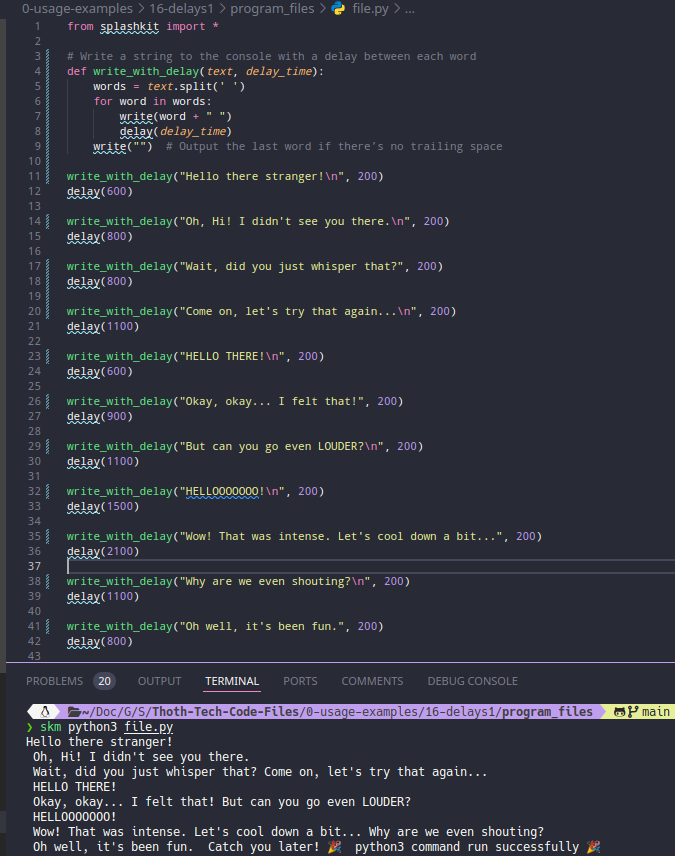 0-usage-examples > 16-delays1 > program_files > file.py > ...
1 from splashkit import *
2
3 # Write a string to the console with a delay between each word
4 def write_with_delay(text, delay_time):
5     words = text.split(' ')
6     for word in words:
7         write(word + " ")
8         delay(delay_time)
9     write("")  # Output the last word if there's no trailing space
10
11 write_with_delay("Hello there stranger!\n", 200)
12 delay(600)
13
14 write_with_delay("Oh, Hi! I didn't see you there.\n", 200)
15 delay(800)
16
17 write_with_delay("Wait, did you just whisper that?", 200)
18 delay(800)
19
20 write_with_delay("Come on, let's try that again...\n", 200)
21 delay(1100)
22
23 write_with_delay("HELLO THERE!\n", 200)
24 delay(600)
25
26 write_with_delay("Okay, okay... I felt that!", 200)
27 delay(900)
28
29 write_with_delay("But can you go even LOUDER?\n", 200)
30 delay(1100)
31
32 write_with_delay("HELLOOOOOOO!\n", 200)
33 delay(1500)
34
35 write_with_delay("Wow! That was intense. Let's cool down a bit...", 200)
36 delay(2100)
37
38 write_with_delay("Why are we even shouting?\n", 200)
39 delay(1100)
40
41 write_with_delay("Oh well, it's been fun.", 200)
42 delay(800)
43
PROBLEMS 20 OUTPUT TERMINAL PORTS COMMENTS DEBUG CONSOLE
~/Doc/G/S/Thoth-Tech-Code-Files/0-usage-examples/16-delays1/program_files main
❯ skm python3 file.py
Hello there stranger!
Oh, Hi! I didn't see you there.
Wait, did you just whisper that? Come on, let's try that again...
HELLO THERE!
Okay, okay... I felt that! But can you go even LOUDER?
HELLOOOOOOO!
Wow! That was intense. Let's cool down a bit... Why are we even shouting?
Oh well, it's been fun.  Catch you later! 🎉  python3 command run successfully 🎉